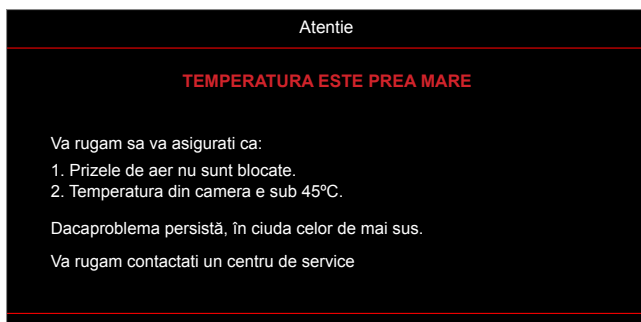 Atentie
TEMPERATURA ESTE PREA MARE
Va rugam sa va asigurati ca:
1. Prizele de aer nu sunt blocate.
2. Temperatura din camera e sub 45ºC.
Dacaproblema persistă, în ciuda celor de mai sus.
Va rugam contactati un centru de service